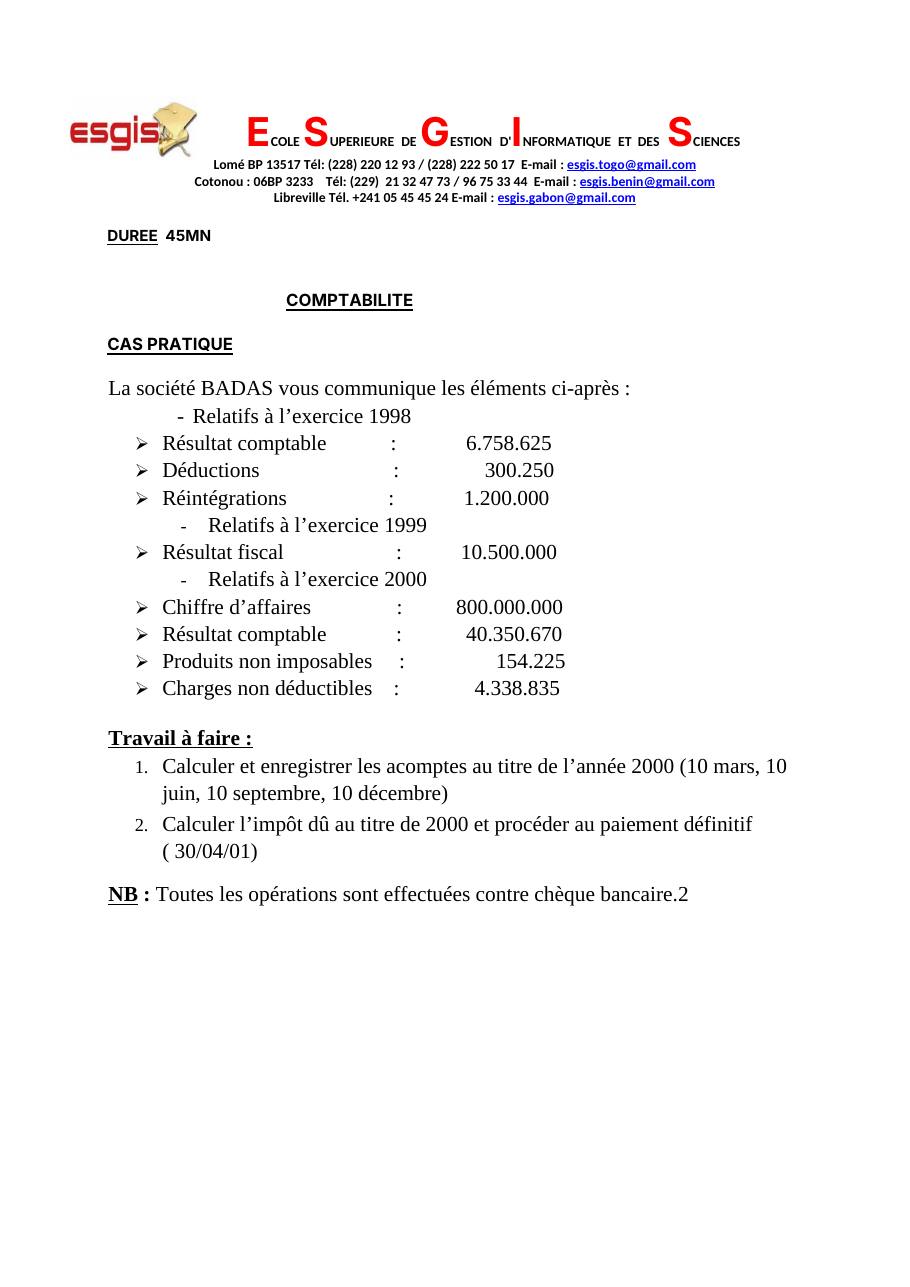 esgis
ECOLE SUPERIEURE DE GESTION D'INFORMATIQUE ET DES SCIENCES
Lomé BP 13517 Tél: (228) 220 12 93 / (228) 222 50 17 E-mail : esgis.togo@gmail.com
Cotonou : 06BP 3233 Tél: (229) 21 32 47 73 / 96 75 33 44 E-mail : esgis.benin@gmail.com
Libreville Tél. +241 05 45 45 24 E-mail : esgis.gabon@gmail.com
DUREE 45MN
COMPTABILITE
CAS PRATIQUE
La société BADAS vous communique les éléments ci-après :
- Relatifs à l’exercice 1998
➢ Résultat comptable : 6.758.625
➢ Déductions : 300.250
➢ Réintégrations : 1.200.000
- Relatifs à l’exercice 1999
➢ Résultat fiscal : 10.500.000
- Relatifs à l’exercice 2000
➢ Chiffre d’affaires : 800.000.000
➢ Résultat comptable : 40.350.670
➢ Produits non imposables : 154.225
➢ Charges non déductibles : 4.338.835
Travail à faire :
1. Calculer et enregistrer les acomptes au titre de l’année 2000 (10 mars, 10
juin, 10 septembre, 10 décembre)
2. Calculer l’impôt dû au titre de 2000 et procéder au paiement définitif
( 30/04/01)
NB : Toutes les opérations sont effectuées contre chèque bancaire.2